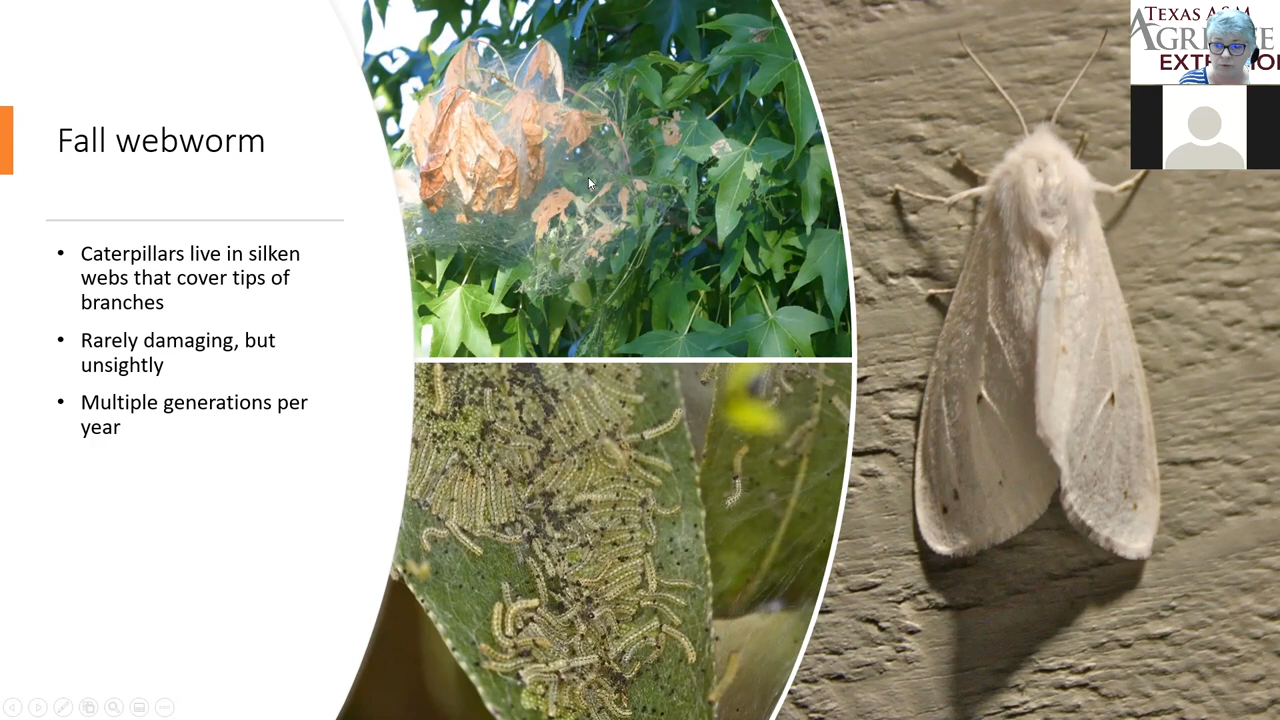 Fall webworm
• Caterpillars live in silken
webs that cover tips of
branches
• Rarely damaging, but
unsightly
• Multiple generations per
year
TEXAS A&M